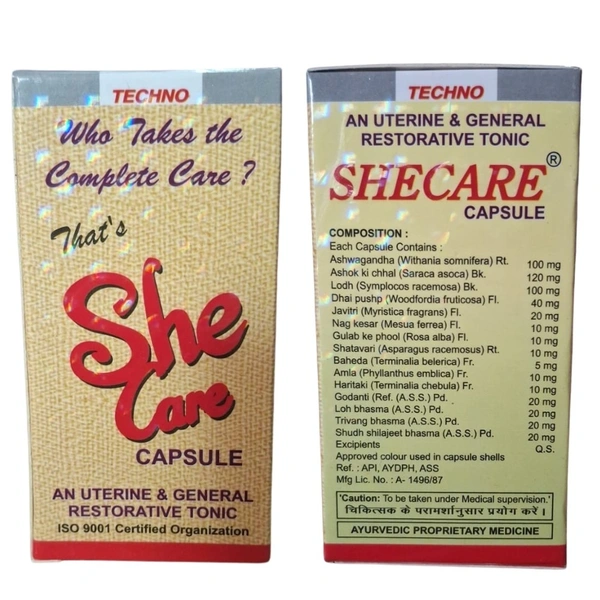 TECHNO
Who Takes the
Complete Care ?
That's
She
Care
CAPSULE
AN UTERINE & GENERAL
RESTORATIVE TONIC
ISO 9001 Certified Organization
TECHNO
AN UTERINE & GENERAL
RESTORATIVE TONIC
SHECARE®
CAPSULE
COMPOSITION :
Each Capsule Contains :
Ashwagandha (Withania somnifera) Rt. 100 mg
Ashok ki chhal (Saraca asoca) Bk. 120 mg
Lodh (Symplocos racemosa) Bk. 100 mg
Dhai pushp (Woodfordia fruticosa) Fl. 40 mg
Javitri (Myristica fragrans) Fl. 20 mg
Nag kesar (Mesua ferrea) Fl. 10 mg
Gulab ke phool (Rosa alba) Fl. 10 mg
Shatavari (Asparagus racemosus) Rt. 10 mg
Baheda (Terminalia belerica) Fr. 5 mg
Amla (Phyllanthus emblica) Fr. 10 mg
Haritaki (Terminalia chebula) Fr. 10 mg
Godanti (Ref. (A.S.S.) Pd. 20 mg
Loh bhasma (A.S.S.) Pd. 20 mg
Trivang bhasma (A.S.S.) Pd. 20 mg
Shudh shilajeet bhasma (A.S.S.) Pd. 20 mg
Excipients Q.S.
Approved colour used in capsule shells
Ref. : API, AYDPH, ASS
Mfg Lic. No. : A- 1496/87
'Caution: To be taken under Medical supervision.'
चिकित्सक के परामर्शानुसार प्रयोग करें ।
AYURVEDIC PROPRIETARY MEDICINE